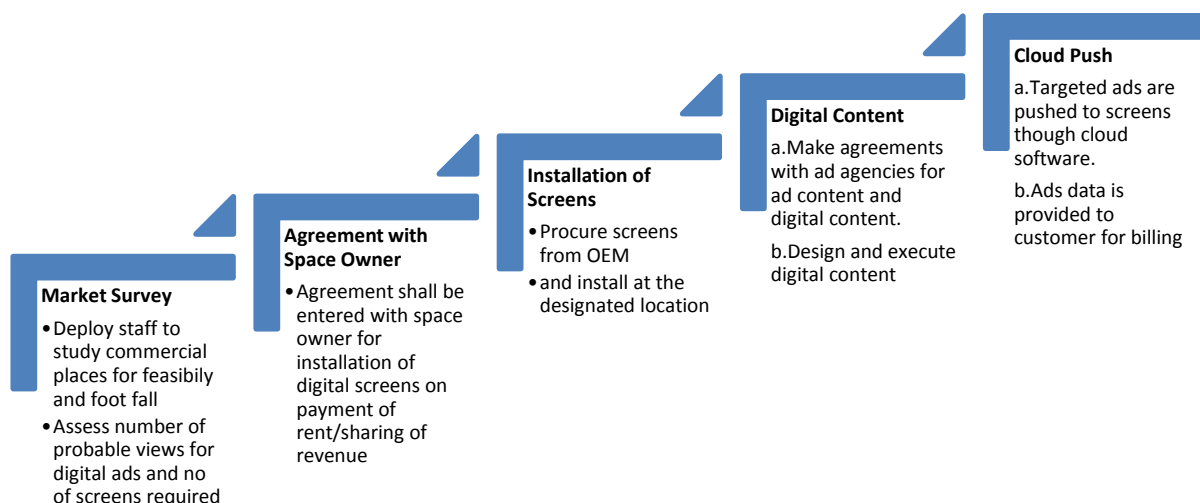 Market Survey
•Deploy staff to
study commercial
places for feasibily
and foot fall
•Assess number of
probable views for
digital ads and no
of screens required
Agreement with
Space Owner
•Agreement shall be
entered with space
owner for
installation of
digital screens on
payment of
rent/sharing of
revenue
Installation of
Screens
•Procure screens
from OEM
•and install at the
designated location
Digital Content
a.Make agreements
with ad agencies for
ad content and
digital content.
b.Design and execute
digital content
Cloud Push
a.Targeted ads are
pushed to screens
though cloud
software.
b.Ads data is
provided to
customer for billing